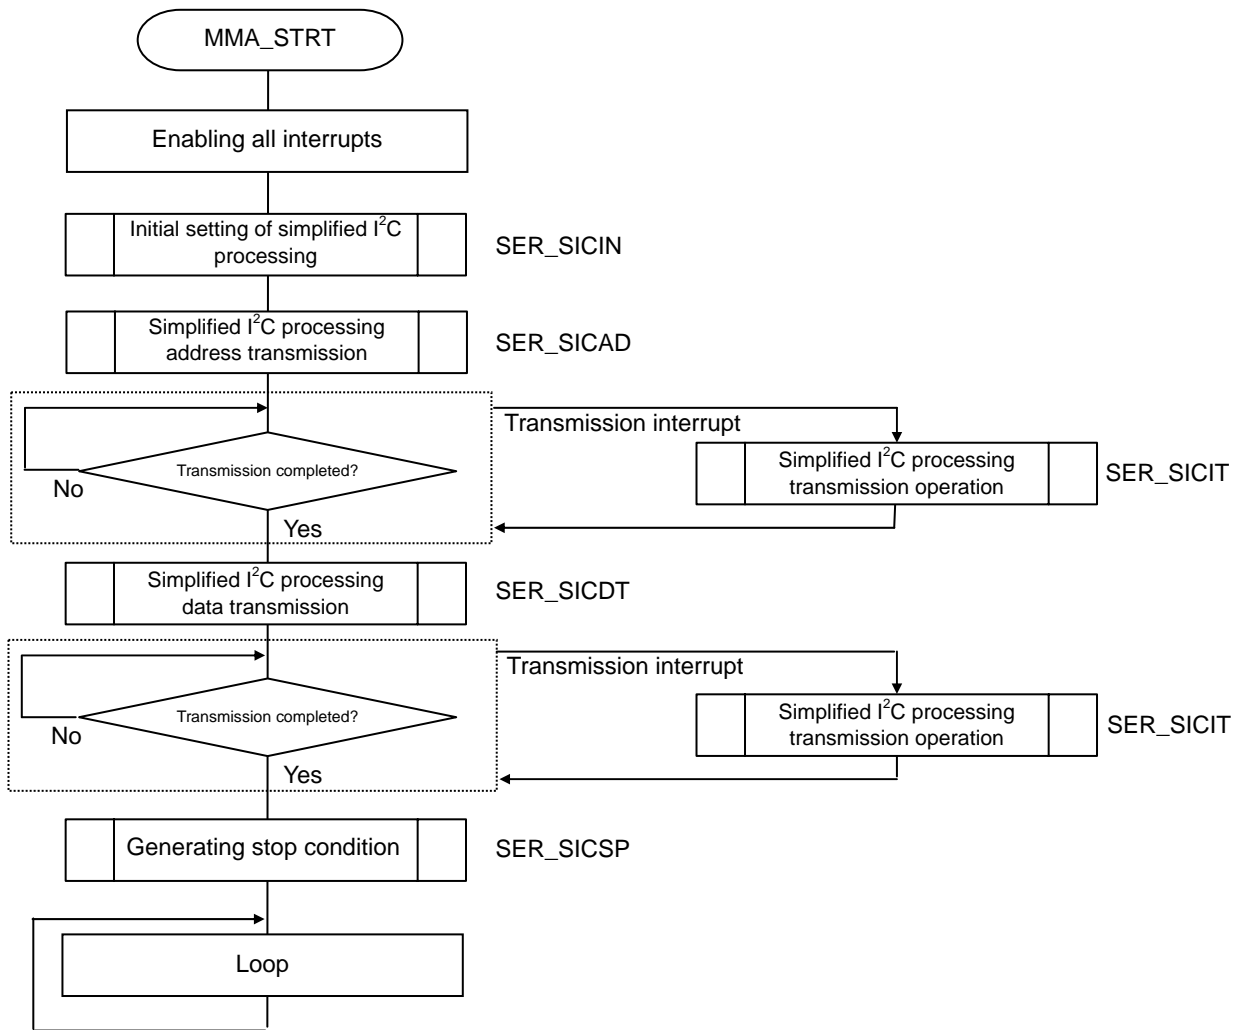 MMA_STRT
Enabling all interrupts
Initial setting of simplified I²C
processing
SER_SICIN
Simplified I²C processing
address transmission
SER_SICAD
Transmission interrupt
Transmission completed?
No
Yes
Simplified I²C processing
transmission operation
SER_SICIT
Simplified I²C processing
data transmission
SER_SICDT
Transmission interrupt
Transmission completed?
No
Yes
Simplified I²C processing
transmission operation
SER_SICIT
Generating stop condition
SER_SICSP
Loop